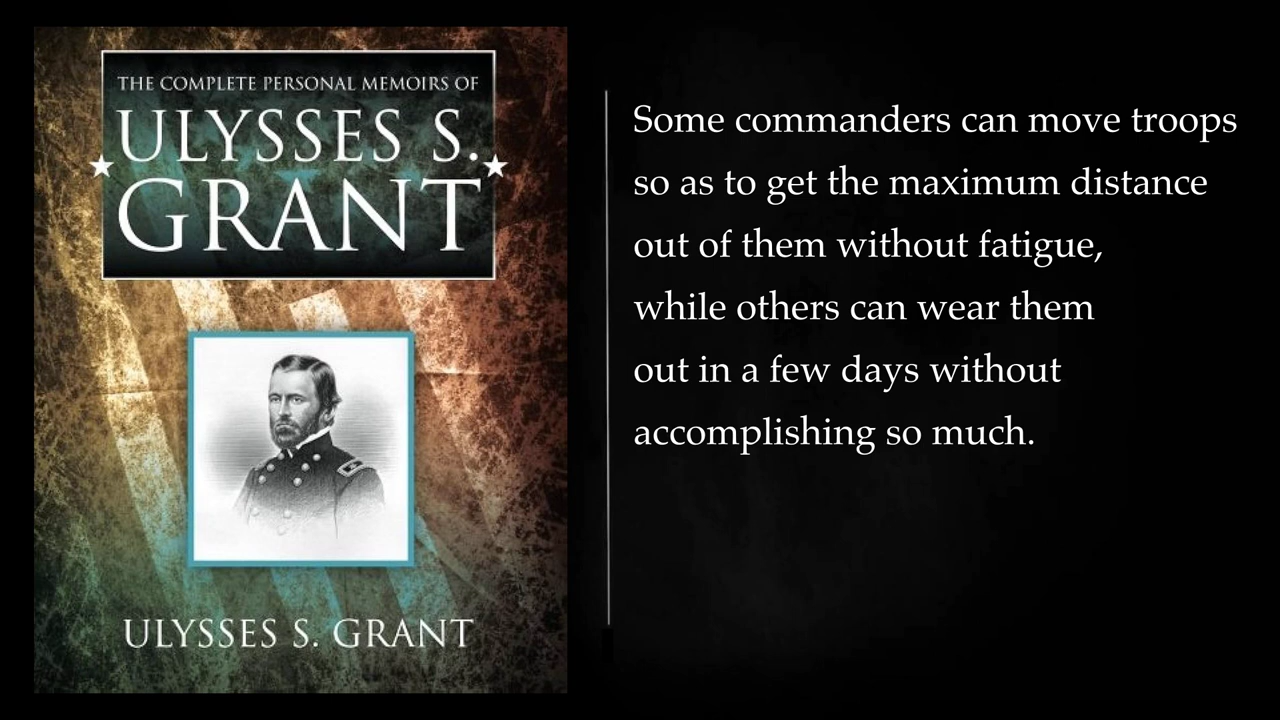 THE COMPLETE PERSONAL MEMOIRS OF
ULYSSES S.
GRANT
ULYSSES S. GRANT
Some commanders can move troops
so as to get the maximum distance
out of them without fatigue,
while others can wear them
out in a few days without
accomplishing so much.